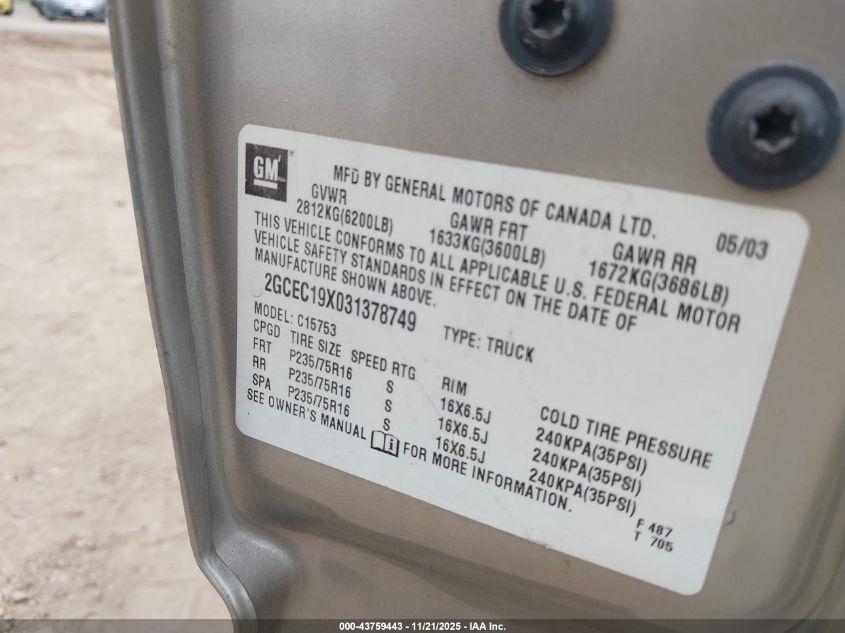 GM
MFD BY GENERAL MOTORS OF CANADA LTD.
05/03
GVWR GAWR FRT GAWR RR
2812KG(6200LB) 1633KG(3600LB) 1672KG(3686LB)
THIS VEHICLE CONFORMS TO ALL APPLICABLE U.S. FEDERAL MOTOR
VEHICLE SAFETY STANDARDS IN EFFECT ON THE DATE OF
MANUFACTURE SHOWN ABOVE.
2GCEC19X031378749
MODEL: C15753 TYPE: TRUCK
CPGD TIRE SIZE SPEED RTG RIM COLD TIRE PRESSURE
FRT P235/75R16 S 16X6.5J 240KPA(35PSI)
RR P235/75R16 S 16X6.5J 240KPA(35PSI)
SPA P235/75R16 S 16X6.5J 240KPA(35PSI)
SEE OWNER'S MANUAL FOR MORE INFORMATION.
F 487
T 705
000-43759443 - 11/21/2025 - IAA Inc.